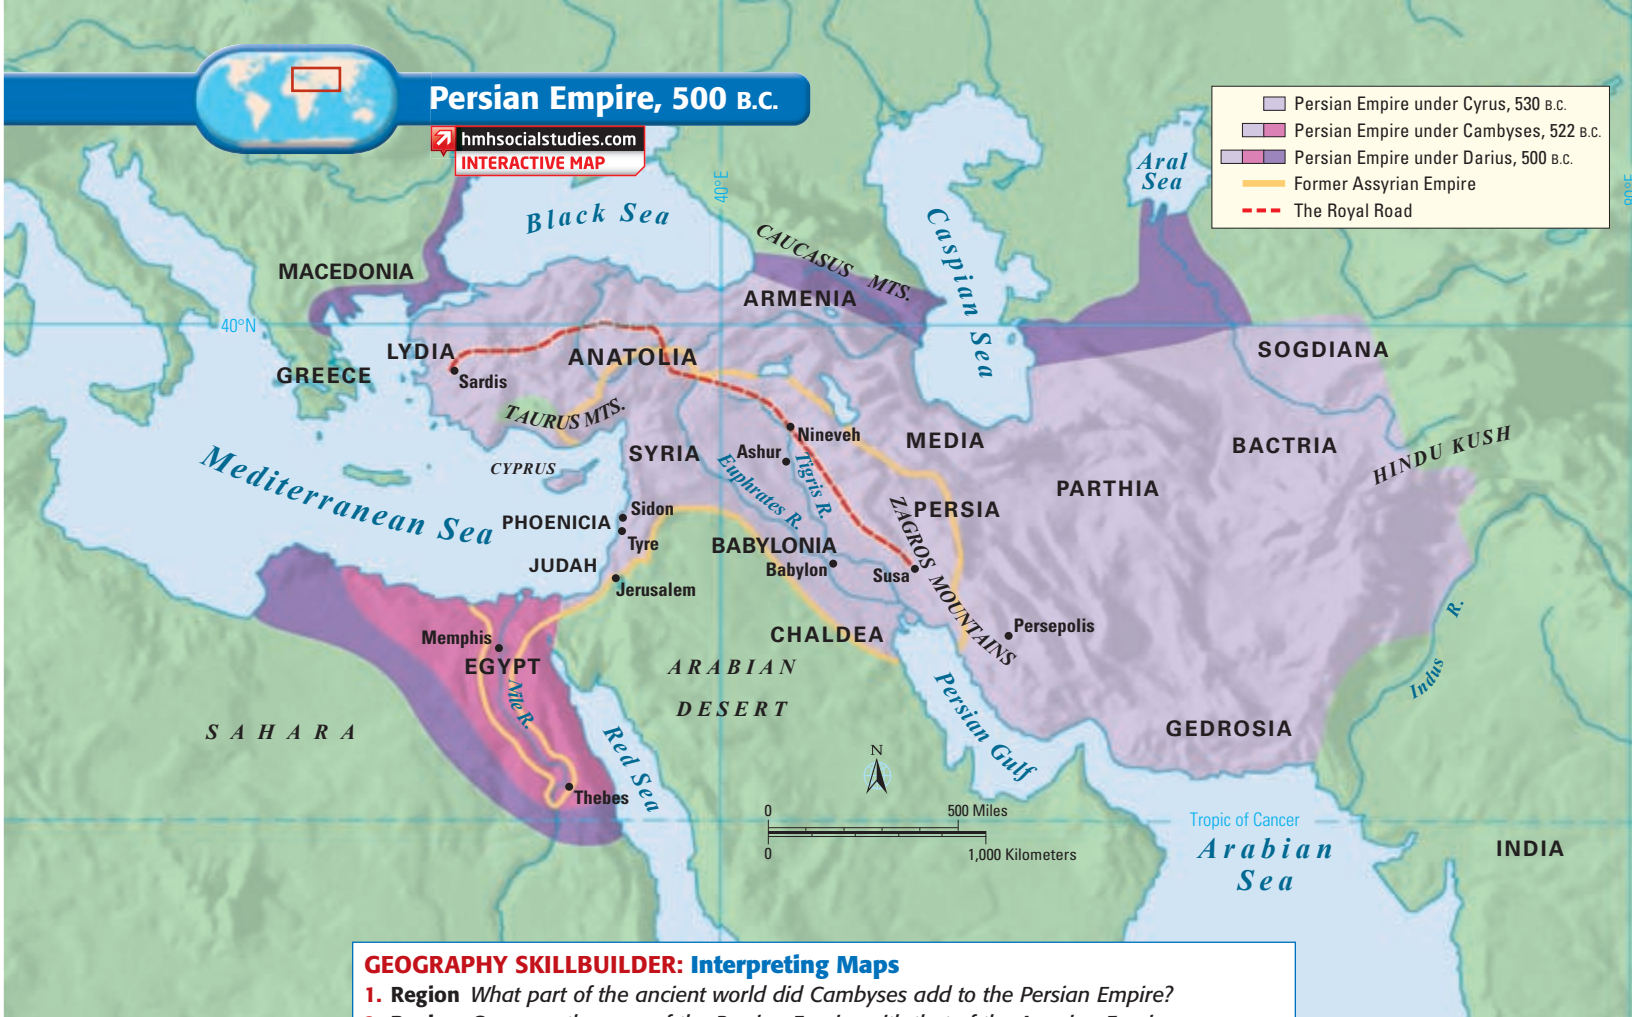 Persian Empire, 500 B.C.
hmhsocialstudies.com
INTERACTIVE MAP
Persian Empire under Cyrus, 530 B.C.
Persian Empire under Cambyses, 522 B.C.
Persian Empire under Darius, 500 B.C.
Former Assyrian Empire
The Royal Road
Aral
Sea
40°E
Black Sea
Caspian Sea
CAUCASUS MTS.
MACEDONIA
ARMENIA
40°N
LYDIA
ANATOLIA
SOGDIANA
GREECE
Sardis
TAURUS MTS.
Nineveh
MEDIA
BACTRIA
HINDU KUSH
SYRIA
Ashur
Mediterranean Sea
CYPRUS
Euphrates R.
Tigris R.
PARTHIA
PERSIA
ZAGROS MOUNTAINS
PHOENICIA
Sidon
Tyre
BABYLONIA
JUDAH
Babylon
Susa
Jerusalem
Indus R.
Memphis
EGYPT
CHALDEA
Persepolis
ARABIAN
DESERT
Nile R.
SAHARA
Red Sea
Persian Gulf
GEDROSIA
N
Thebes
0 500 Miles
0 1,000 Kilometers
Tropic of Cancer
Arabian
Sea
INDIA
GEOGRAPHY SKILLBUILDER: Interpreting Maps
1. Region What part of the ancient world did Cambyses add to the Persian Empire?